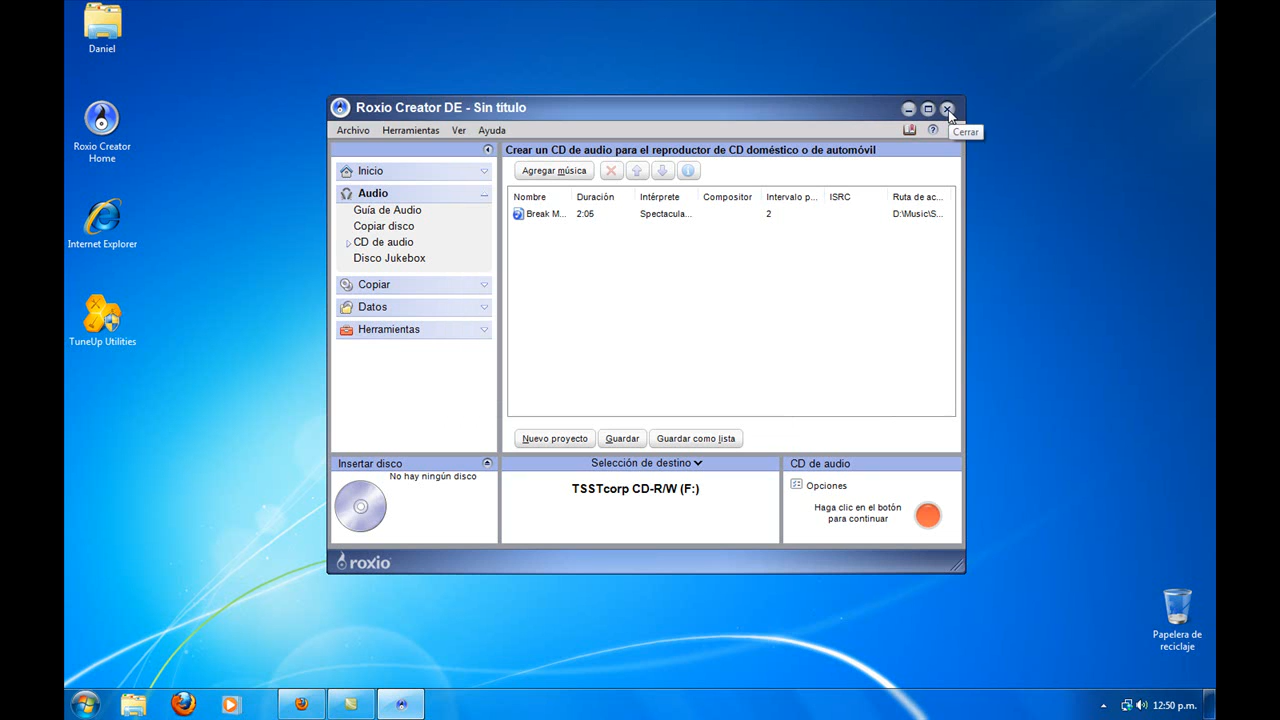 Daniel
Roxio Creator
Home
Internet Explorer
TuneUp Utilities
Roxio Creator DE - Sin título
Archivo Herramientas Ver Ayuda
Cerrar
Inicio
Audio
Guía de Audio
Copiar disco
CD de audio
Disco Jukebox
Copiar
Datos
Herramientas
Crear un CD de audio para el reproductor de CD doméstico o de automóvil
Agregar música
Nombre Duración Intérprete Compositor Intervalo p... ISRC Ruta de ac...
Break M... 2:05 Spectacula... 2 D:\Music\S...
Nuevo proyecto Guardar Guardar como lista
Insertar disco
No hay ningún disco
Selección de destino
TSSTcorp CD-R/W (F:)
CD de audio
Opciones
Haga clic en el botón
para continuar
roxio
Papelera de
reciclaje
12:50 p.m.